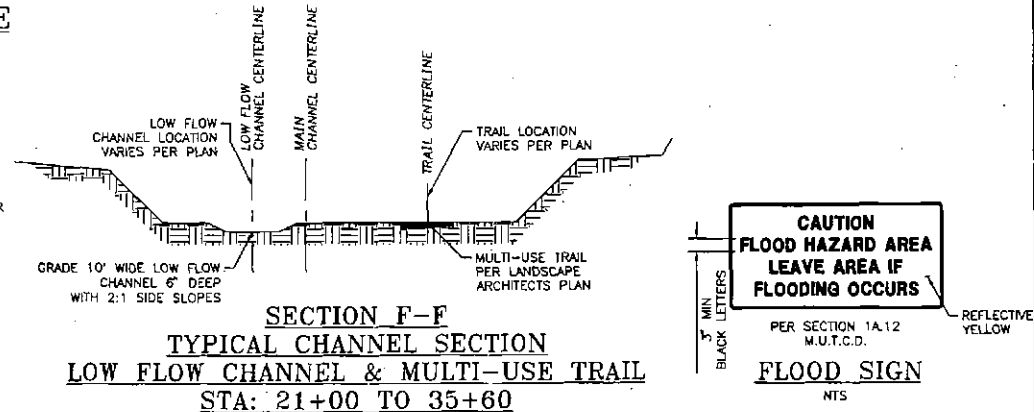 E
LOW FLOW
CHANNEL LOCATION
VARIES PER PLAN
LOW FLOW
CHANNEL CENTERLINE
MAIN
CHANNEL CENTERLINE
TRAIL CENTERLINE
TRAIL LOCATION
VARIES PER PLAN
R
GRADE 10' WIDE LOW FLOW
CHANNEL 6" DEEP
WITH 2:1 SIDE SLOPES
MULTI-USE TRAIL
PER LANDSCAPE
ARCHITECTS PLAN
SECTION F-F
TYPICAL CHANNEL SECTION
LOW FLOW CHANNEL & MULTI-USE TRAIL
STA: 21+00 TO 35+60
CAUTION
FLOOD HAZARD AREA
LEAVE AREA IF
FLOODING OCCURS
3" MIN
BLACK LETTERS
REFLECTIVE
YELLOW
PER SECTION 1A.12
M.U.T.C.D.
FLOOD SIGN
NTS